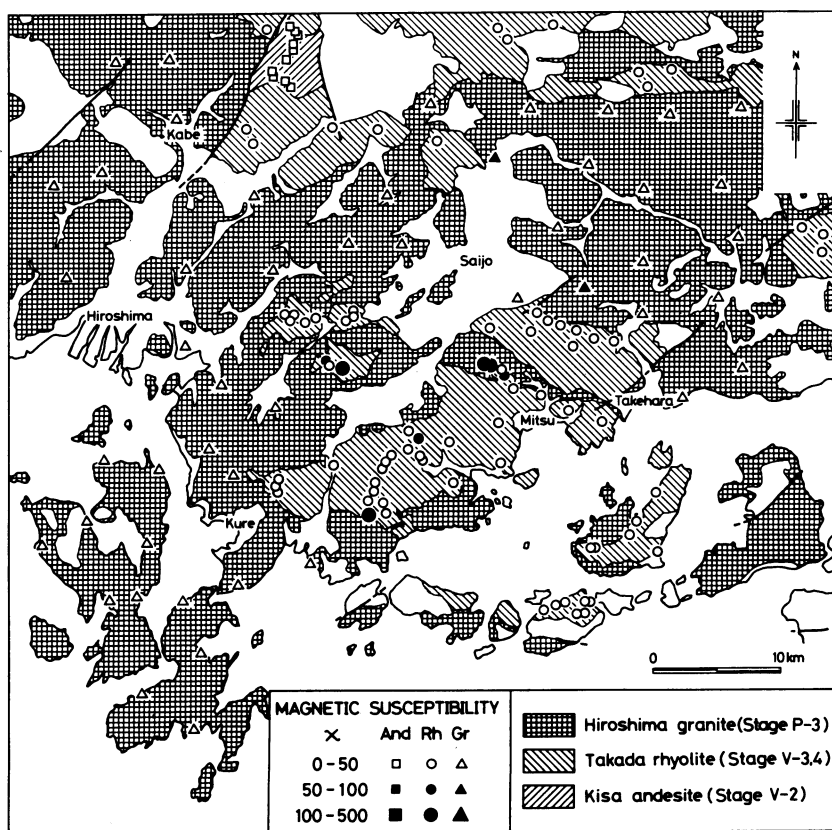 N
Kabe
Saijo
Hiroshima
Takehara
Mitsu
Kure
0 10km
MAGNETIC SUSCEPTIBILITY
χ And Rh Gr
0-50
50-100
100-500
Hiroshima granite (Stage P-3)
Takada rhyolite (Stage V-3,4)
Kisa andesite (Stage V-2)